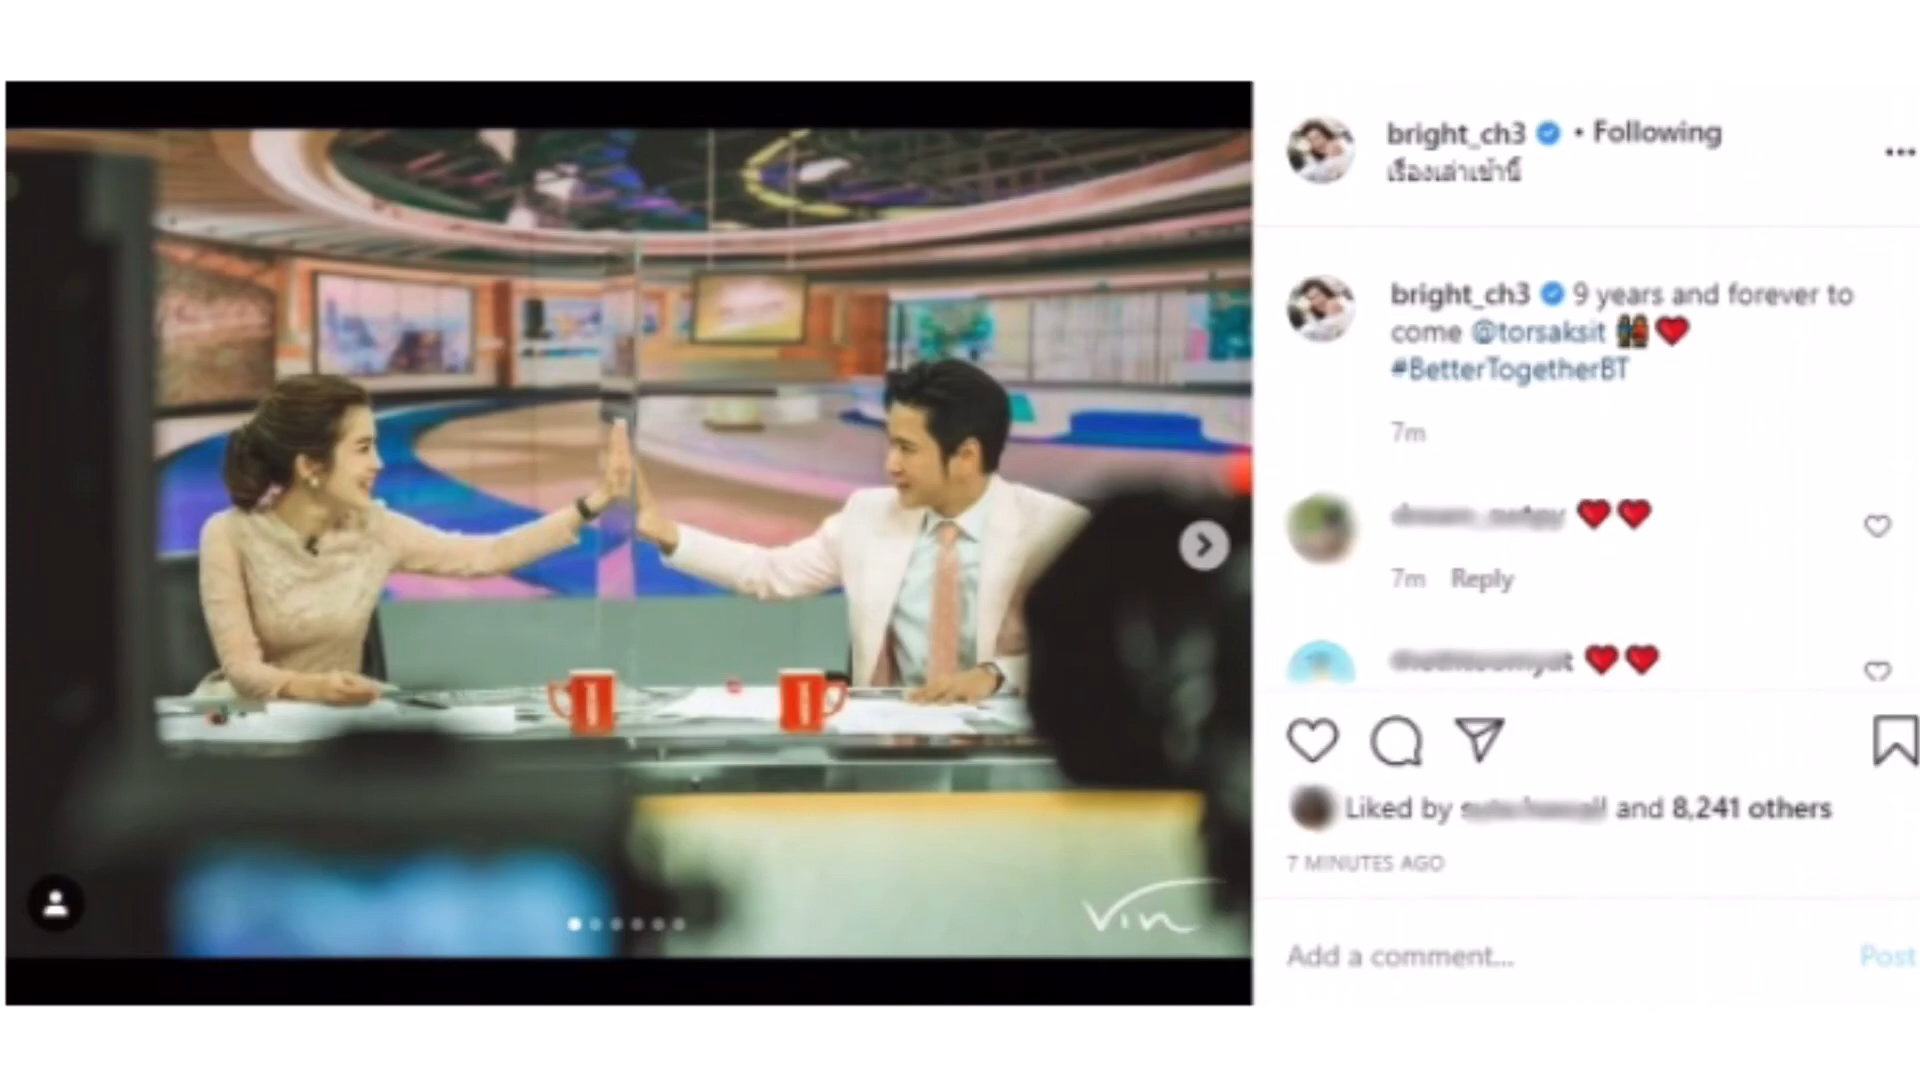 bright_ch3 • Following
เรื่องเล่าเช้านี้
bright_ch3 9 years and forever to
come @torsaksit 👫❤️
#BetterTogetherBT
7m
❤️❤️
7m Reply
❤️❤️
Liked by and 8,241 others
7 MINUTES AGO
Add a comment... Post
Vin